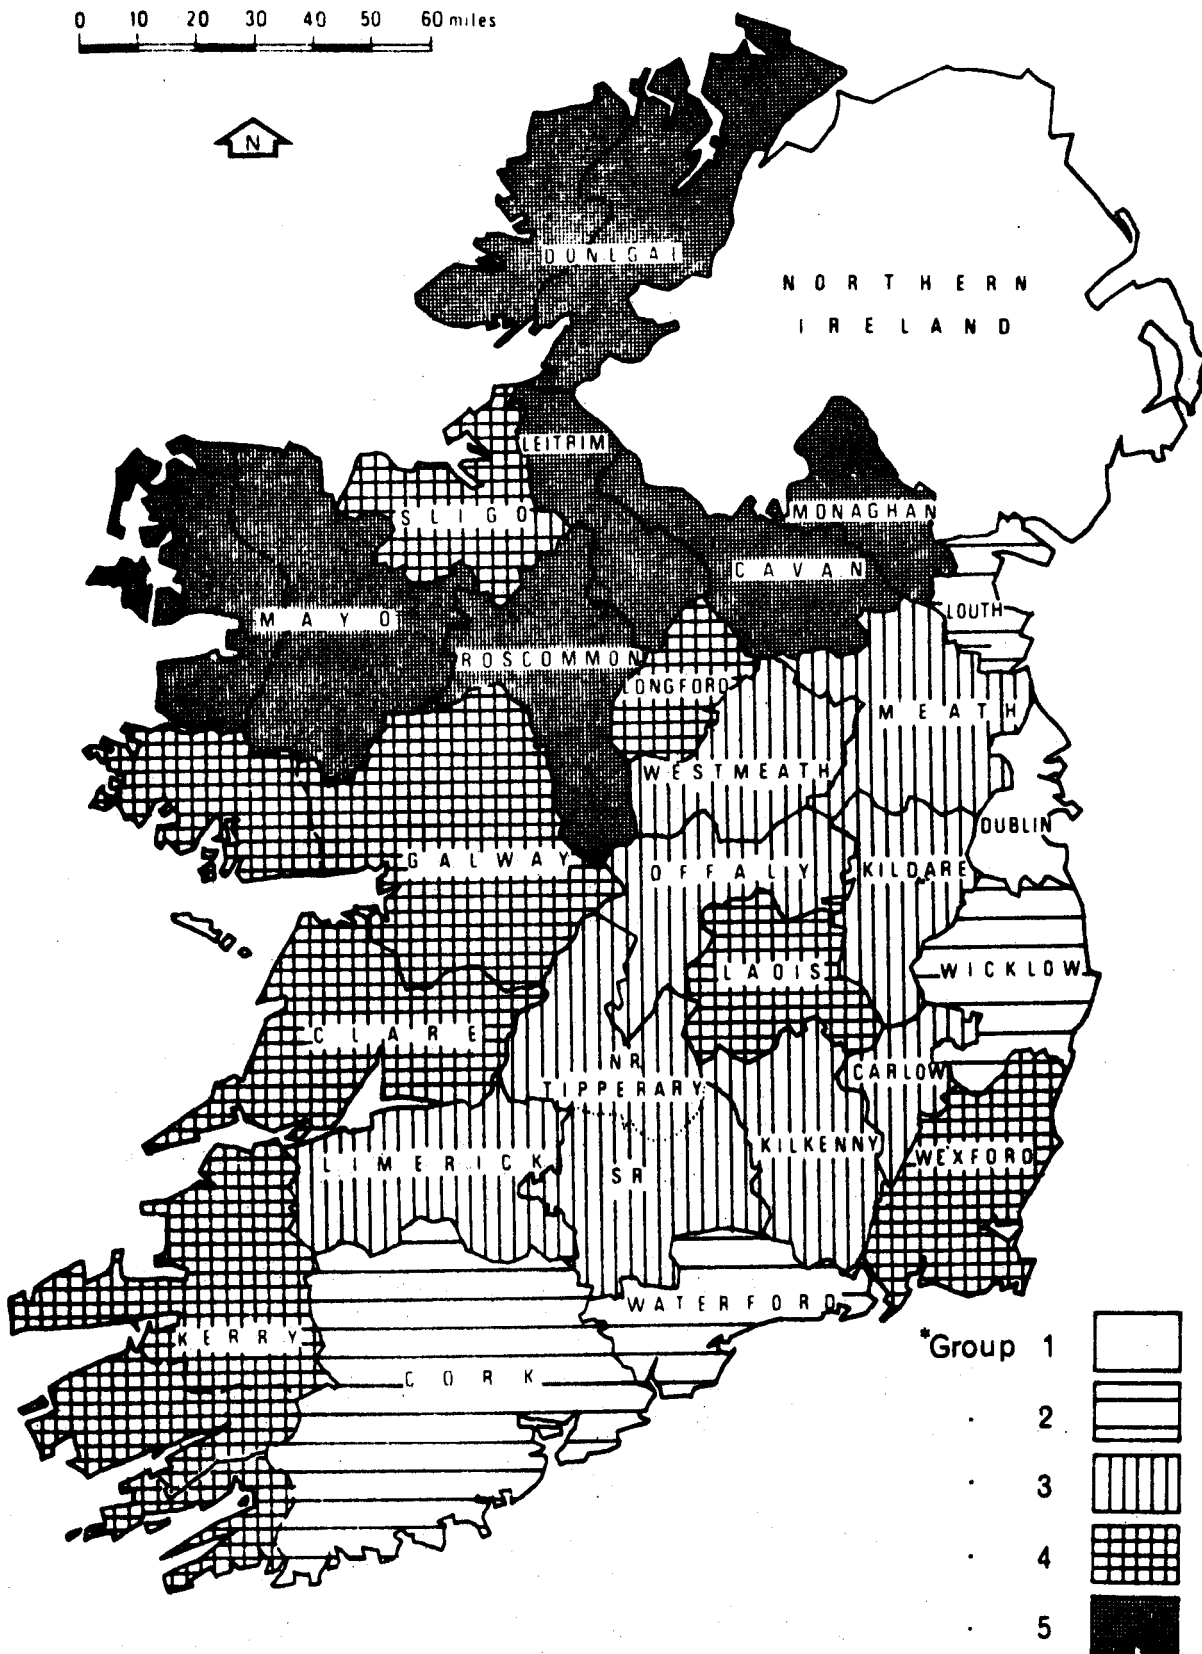 0 10 20 30 40 50 60 miles
N
DONEGAL
NORTHERN
IRELAND
LEITRIM
SLIGO
MONAGHAN
CAVAN
MAYO
LOUTH
ROSCOMMON
LONGFORD
MEATH
WESTMEATH
DUBLIN
GALWAY
OFFALY
KILDARE
LAOIS
WICKLOW
CLARE
NR
TIPPERARY
CARLOW
KILKENNY
WEXFORD
LIMERICK
SR
WATERFORD
KERRY
CORK
*Group 1
. 2
. 3
. 4
. 5